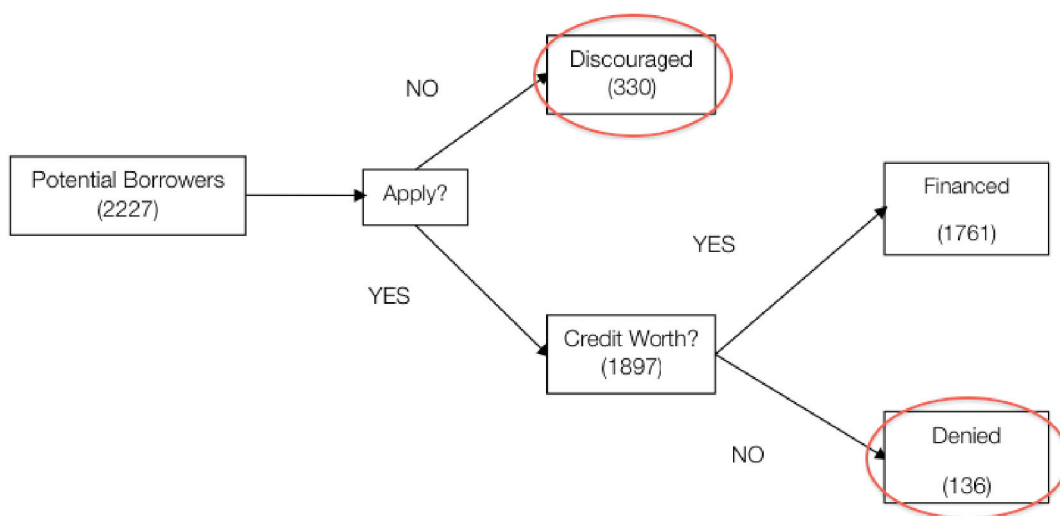 Discouraged
(330)
NO
Potential Borrowers
(2227)
Apply?
Financed
(1761)
YES
YES
Credit Worth?
(1897)
Denied
(136)
NO